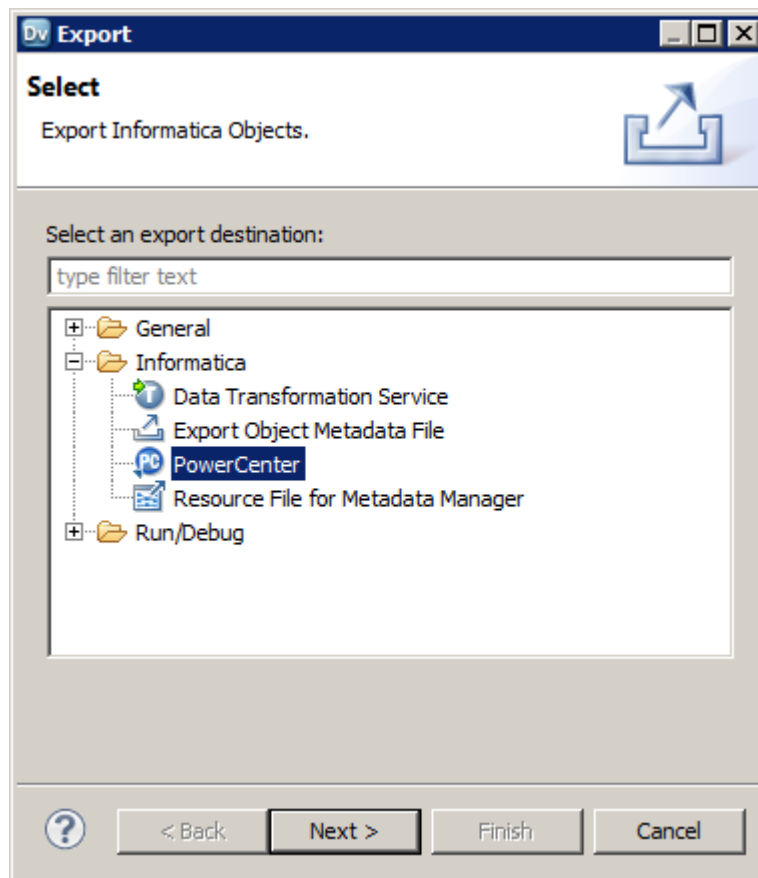 Dv Export
Select
Export Informatica Objects.
Select an export destination:
type filter text
General
Informatica
T Data Transformation Service
Export Object Metadata File
PC PowerCenter
Resource File for Metadata Manager
Run/Debug
? < Back Next > Finish Cancel